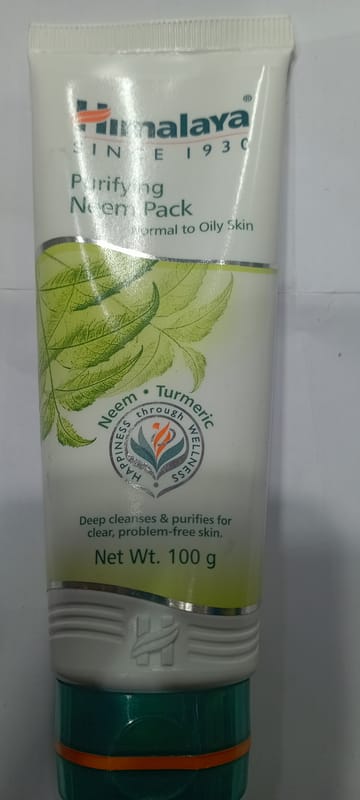 Himalaya®
SINCE 1930
Purifying
Neem Pack
Normal to Oily Skin
Neem • Turmeric
HAPPINESS through WELLNESS
Deep cleanses & purifies for
clear, problem-free skin.
Net Wt. 100 g